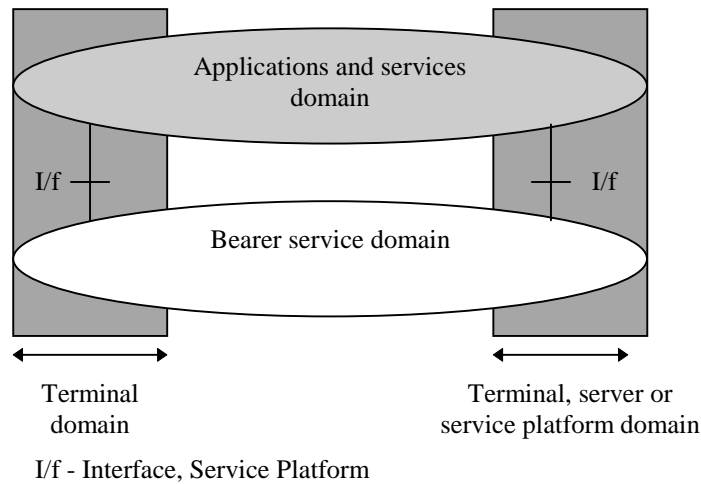 Applications and services
domain
I/f
I/f
Bearer service domain
Terminal
domain
Terminal, server or
service platform domain
I/f - Interface, Service Platform